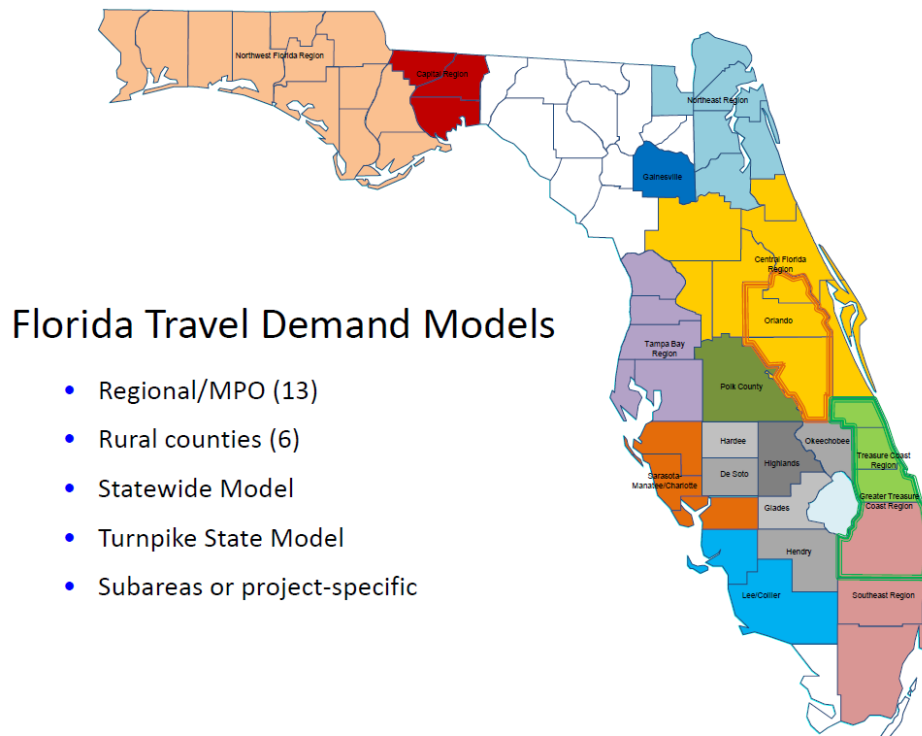 Northwest Florida Region
Capital Region
Northeast Region
Gainesville
Central Florida
Region
Florida Travel Demand Models
Orlando
Tampa Bay
Region
• Regional/MPO (13)
Polk County
• Rural counties (6)
Hardee
Okeechobee
Treasure Coast
Region
Highlands
De Soto
Sarasota-
Manatee/Charlotte
• Statewide Model
Greater Treasure
Coast Region
Glades
• Turnpike State Model
Hendry
• Subareas or project-specific
Lee/Collier
Southeast Region